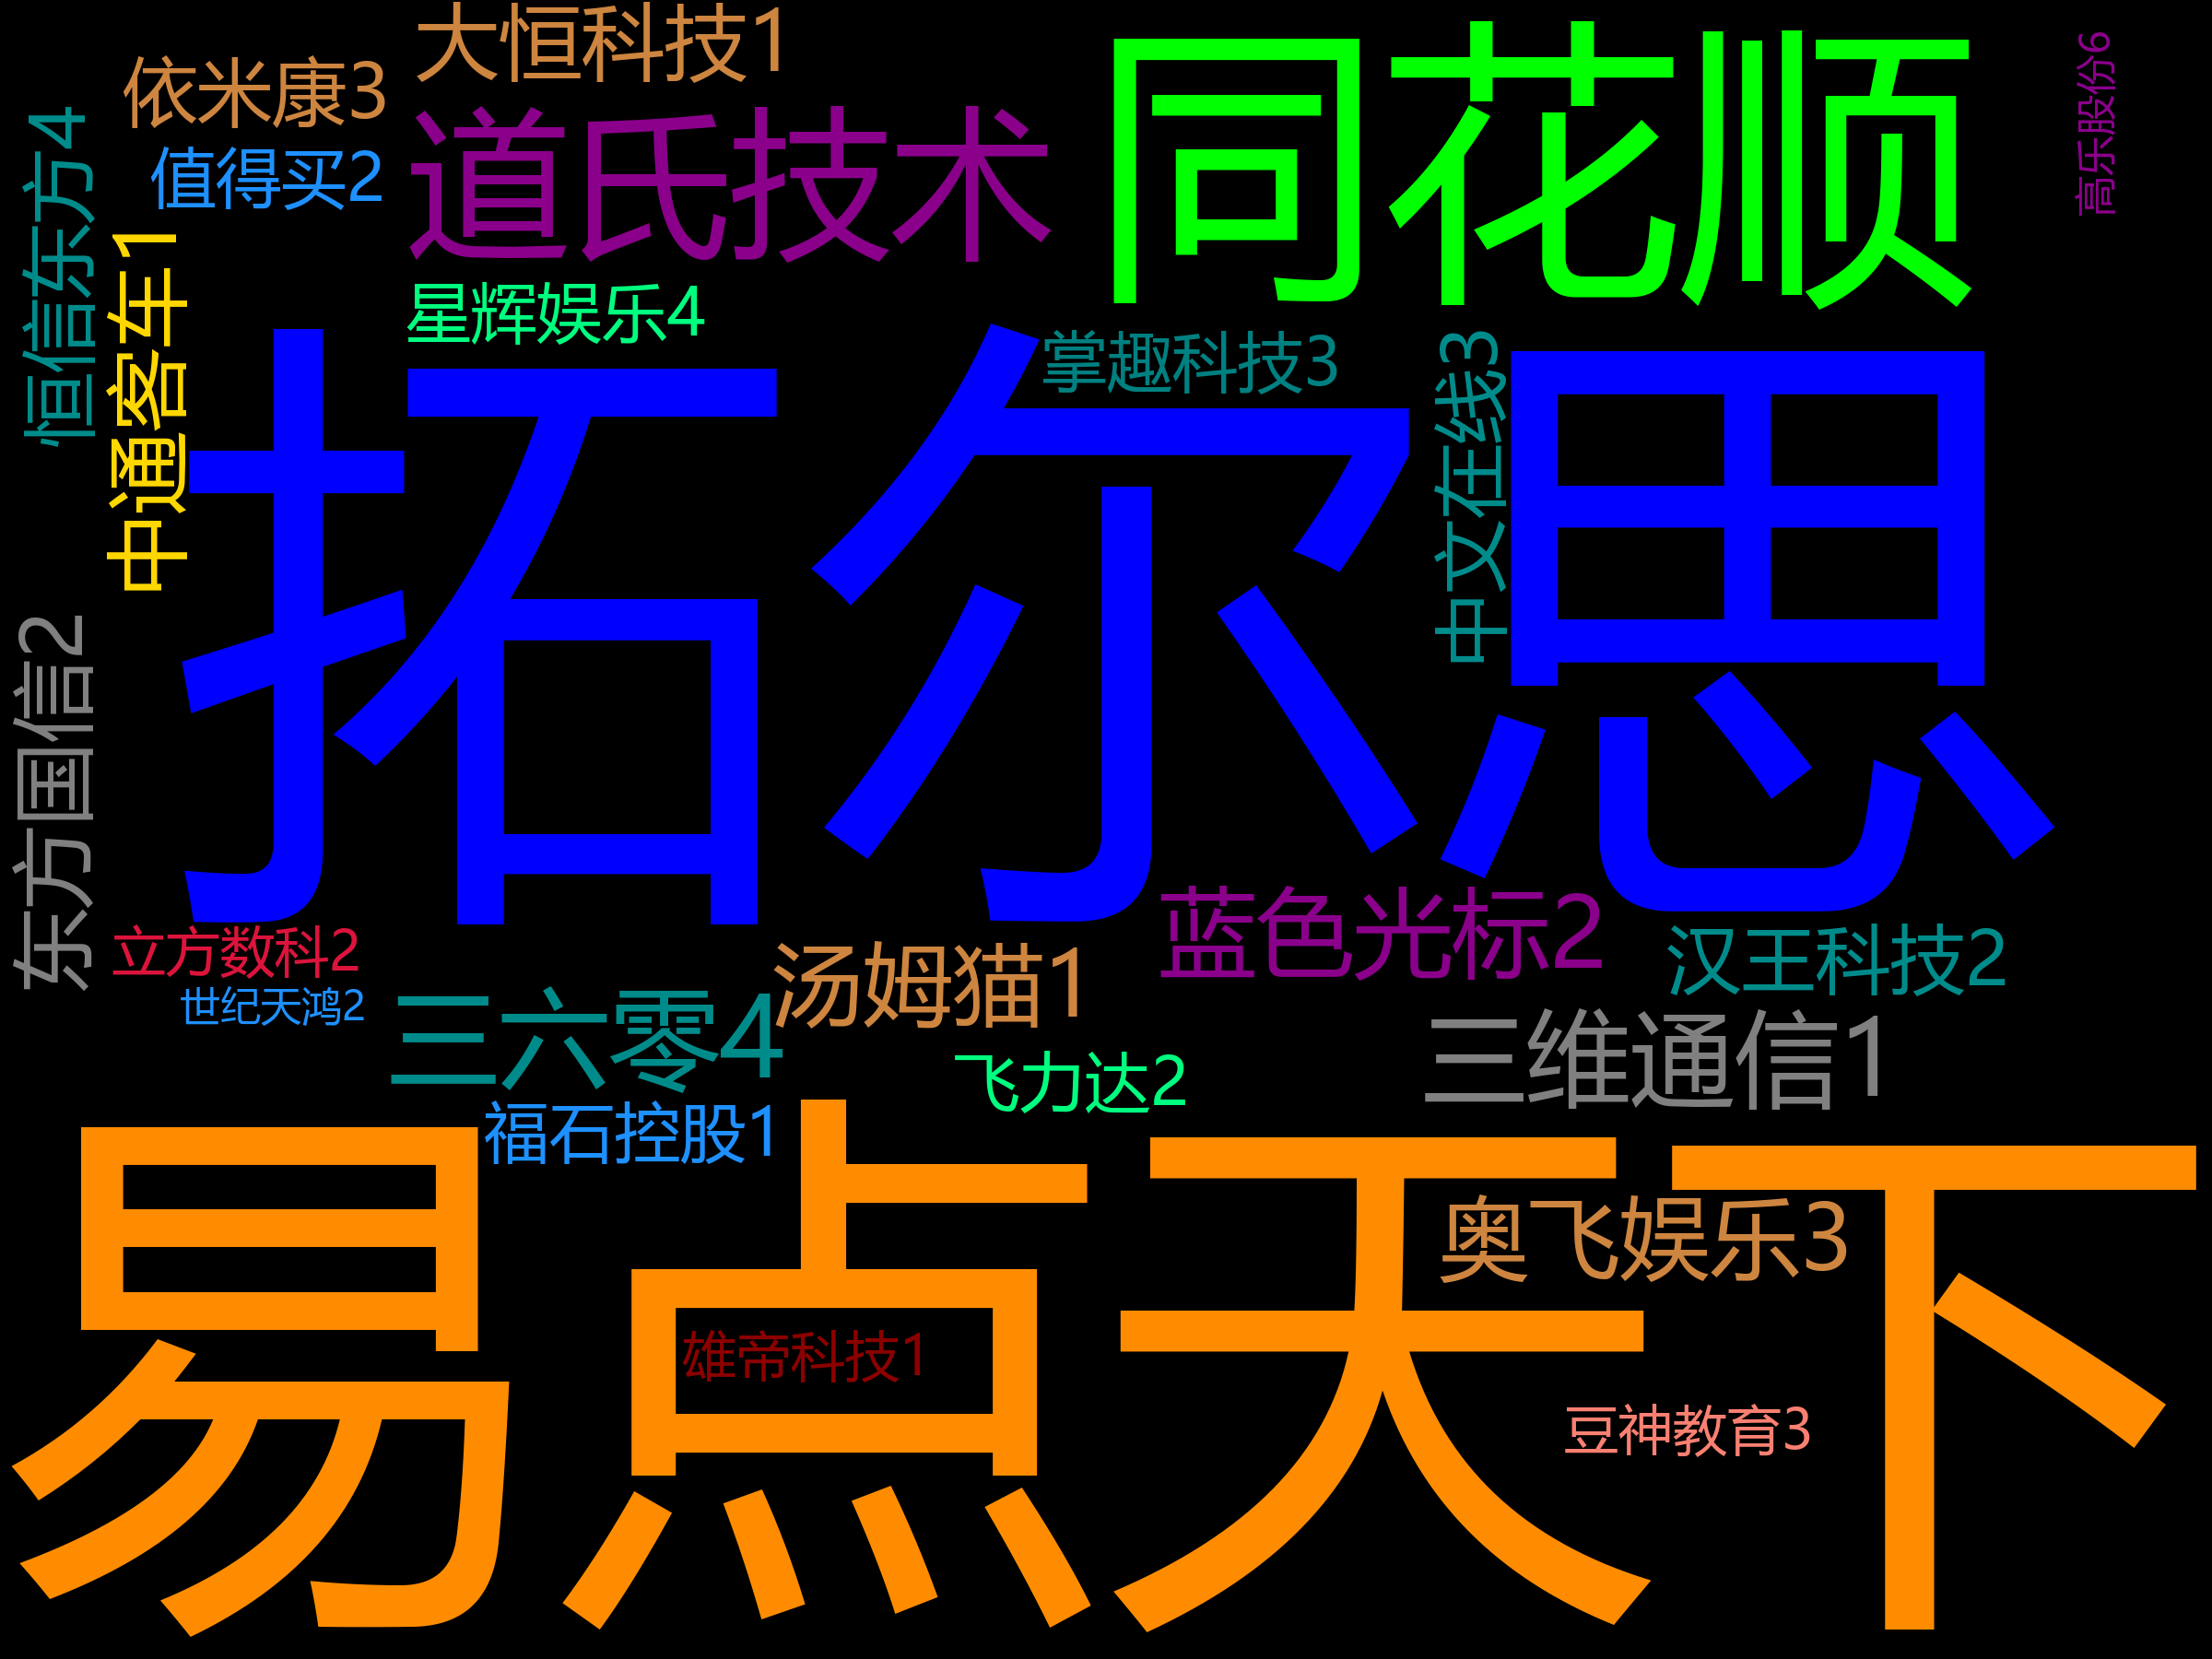 大恒科技1
依米康3
值得买2
恒信东方4
中通客车1
道氏技术
同花顺
高乐股份6
星辉娱乐4
掌趣科技3
中文在线3
拓尔思
东方国信2
立方数科2
世纪天鸿2
三六零4
汤姆猫1
蓝色光标2
汉王科技2
三维通信1
飞力达2
福石控股1
易点天下
奥飞娱乐3
雄帝科技1
豆神教育3